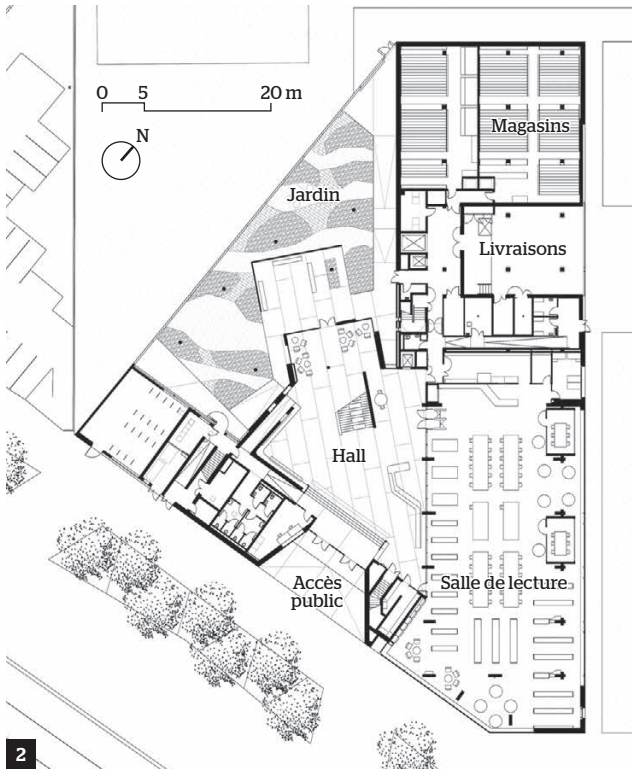 0 5 20 m
N
Magasins
Jardin
Livraisons
Hall
Accès
public
Salle de lecture
2